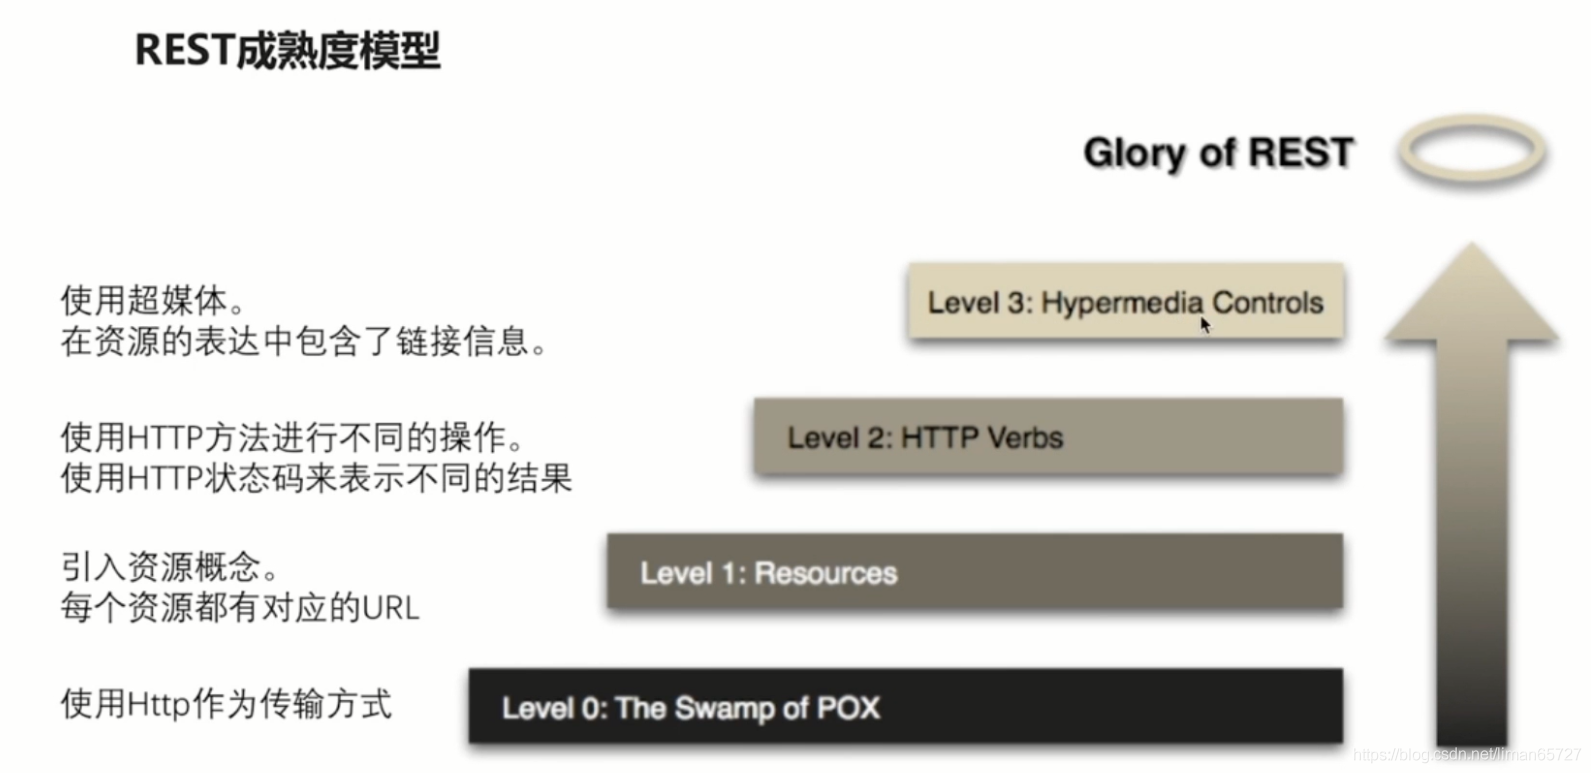 REST成熟度模型
Glory of REST
使用超媒体。
在资源的表达中包含了链接信息。
Level 3: Hypermedia Controls
使用HTTP方法进行不同的操作。
使用HTTP状态码来表示不同的结果
Level 2: HTTP Verbs
引入资源概念。
每个资源都有对应的URL
Level 1: Resources
使用Http作为传输方式
Level 0: The Swamp of POX
https://blog.csdn.net/liman65727